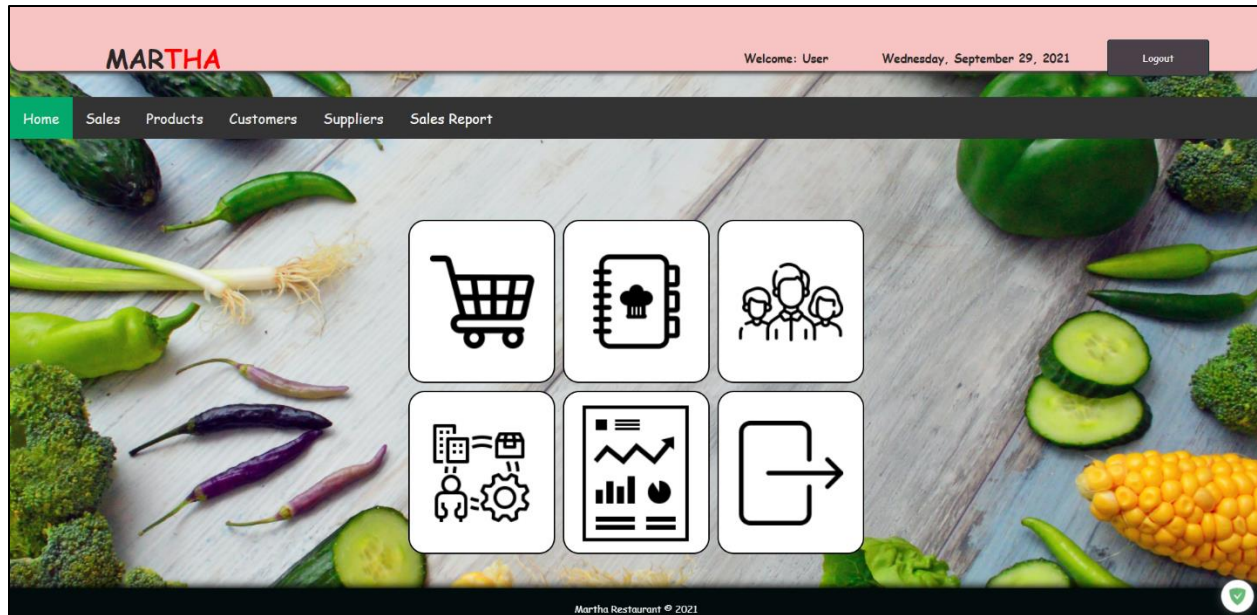 MARTHA
Welcome: User
Wednesday, September 29, 2021
Logout
Home Sales Products Customers Suppliers Sales Report
Martha Restaurant © 2021